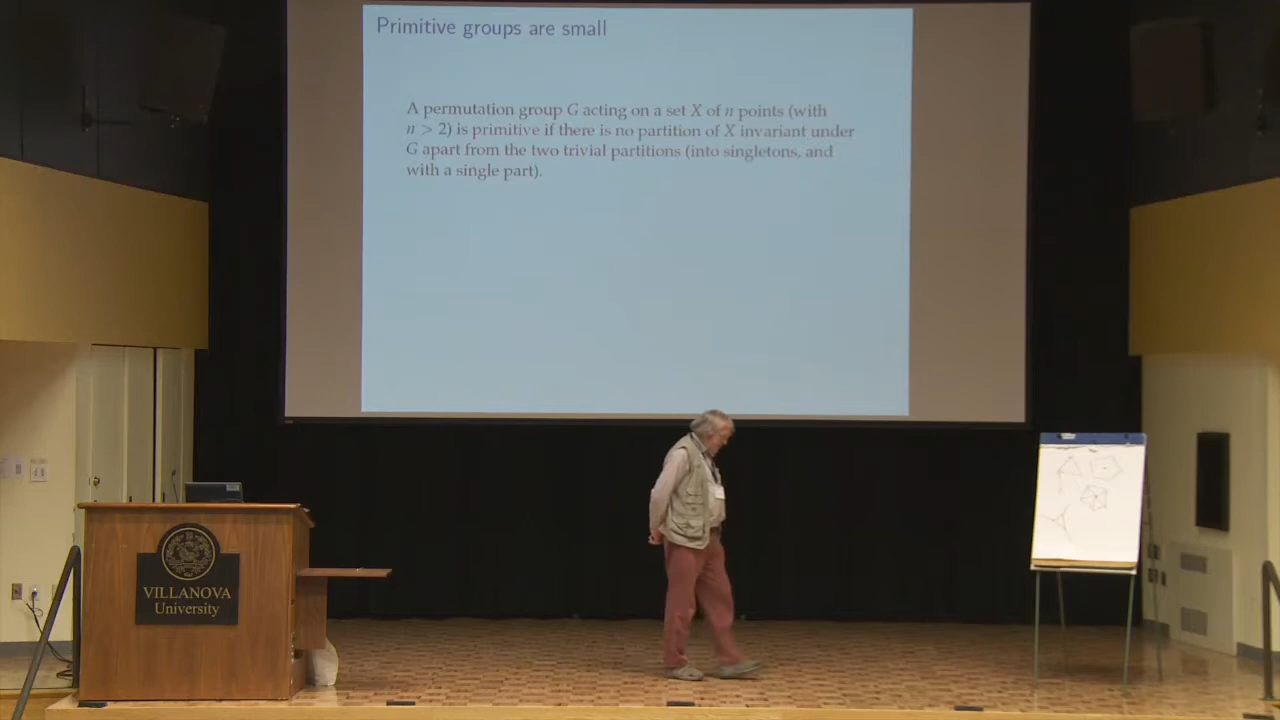 Primitive groups are small
A permutation group G acting on a set X of n points (with
n > 2) is primitive if there is no partition of X invariant under
G apart from the two trivial partitions (into singletons, and
with a single part).
VILLANOVA
University